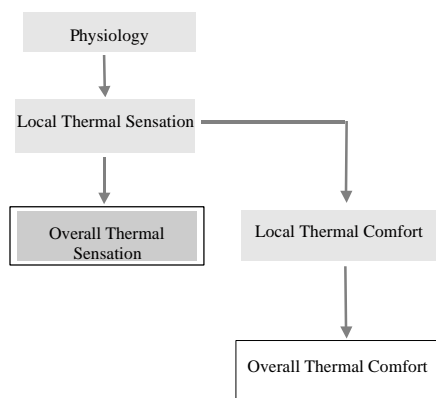 Physiology
Local Thermal Sensation
Overall Thermal
Sensation
Local Thermal Comfort
Overall Thermal Comfort